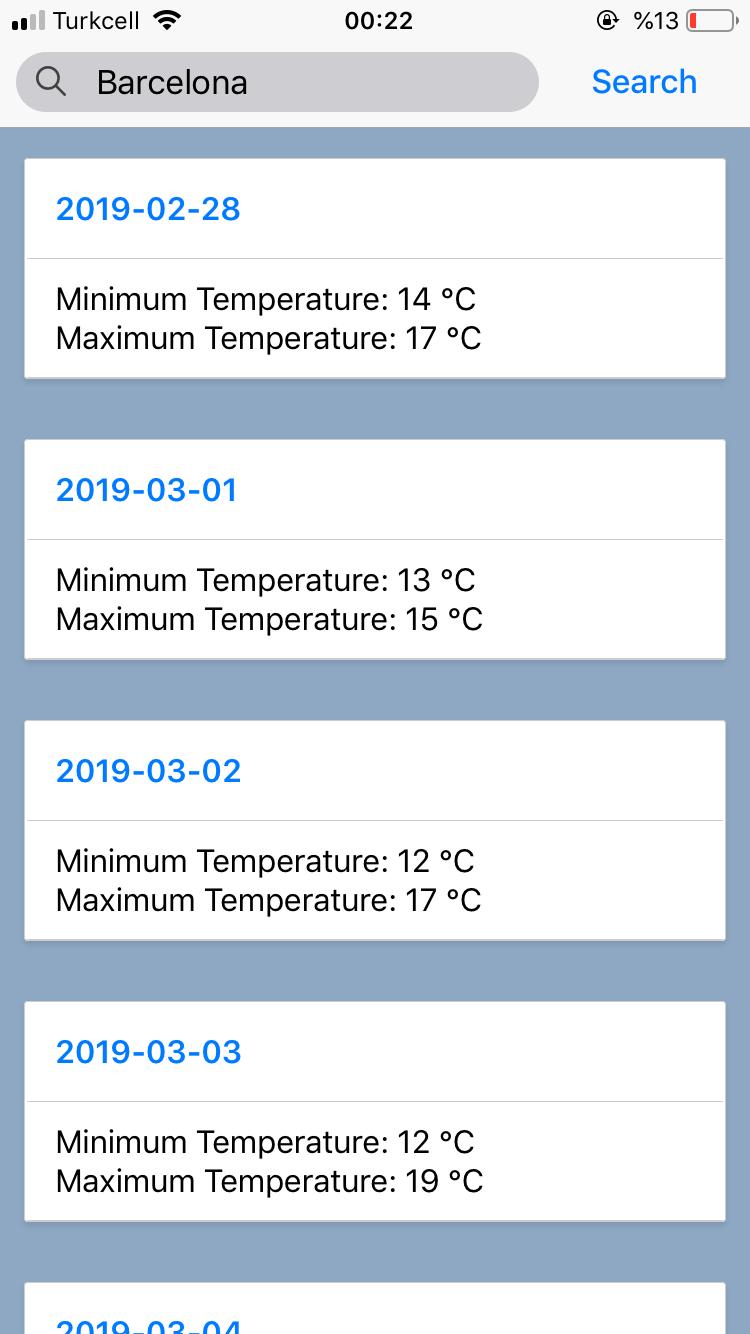 Turkcell 00:22 %13
Barcelona Search
2019-02-28
Minimum Temperature: 14 °C
Maximum Temperature: 17 °C
2019-03-01
Minimum Temperature: 13 °C
Maximum Temperature: 15 °C
2019-03-02
Minimum Temperature: 12 °C
Maximum Temperature: 17 °C
2019-03-03
Minimum Temperature: 12 °C
Maximum Temperature: 19 °C
2019-03-04